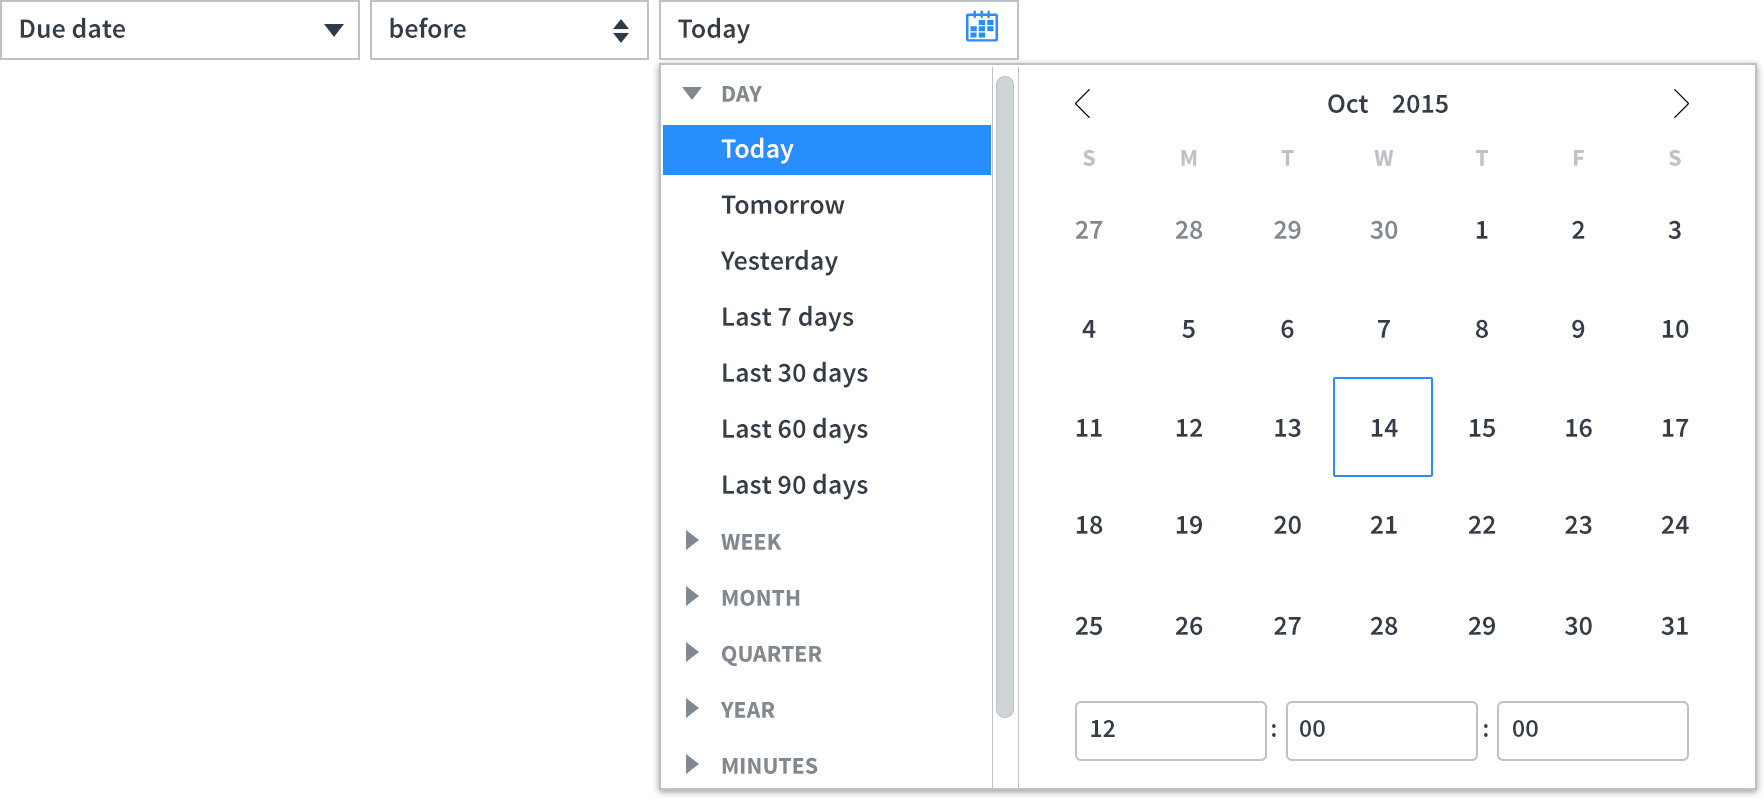 Due date
before
Today
DAY
Today
Tomorrow
Yesterday
Last 7 days
Last 30 days
Last 60 days
Last 90 days
WEEK
MONTH
QUARTER
YEAR
MINUTES
Oct 2015
S M T W T F S
27 28 29 30 1 2 3
4 5 6 7 8 9 10
11 12 13 14 15 16 17
18 19 20 21 22 23 24
25 26 27 28 29 30 31
12 : 00 : 00